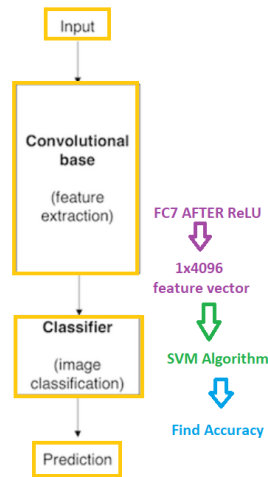 Input
Convolutional
base
(feature
extraction)
FC7 AFTER ReLU
1x4096
feature vector
Classifier
(image
classification)
SVM Algorithm
Find Accuracy
Prediction